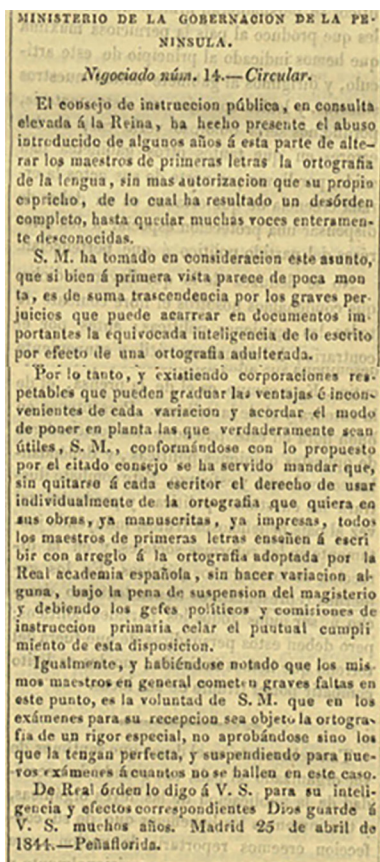 MINISTERIO DE LA GOBERNACION DE LA PE-
NINSULA.
Negociado núm. 14.—Circular.
El consejo de instruccion pública, en consulta
elevada á la Reina, ha hecho presente el abuso
introducido de algunos años á esta parte de alte-
rar los maestros de primeras letras la ortografía
de la lengua, sin mas autorizacion que su propio
capricho, de lo cual ha resultado un desórden
completo, hasta quedar muchas voces enteramen-
te desconocidas.
S. M. ha tomado en consideracion este asunto,
que si bien á primera vista parece de poca mon
ta, es de suma trascendencia por los graves per-
juicios que puede acarrear en documentos im-
portantes la equivocada inteligencia de lo escrito
por efecto de una ortografia adulterada.
Por lo tanto, y existiendo corporaciones res-
petables que pueden graduar las ventajas é incon-
venientes de cada variacion y acordar el modo
de poner en planta las que verdaderamente sean
útiles, S. M., conformándose con lo propuesto
por el citado consejo se ha servido mandar que,
sin quitarse á cada escritor el derecho de usar
individualmente de la ortografia que quiera en
sus obras, ya manuscritas, ya impresas, todos
los maestros de primeras letras enseñen á escri
bir con arreglo á la ortografia adoptada por la
Real academia española, sin hacer variacion al-
guna, bajo la pena de suspension del magisterio
y debiendo los gefes políticos y comisiones de
instruccion primaria celar el puntual cumpli
miento de esta disposicion.
Igualmente, y habiéndose notado que los mis-
mos maestros en general cometen graves faltas en
este punto, es la voluntad de S. M. que en los
exámenes para su recepcion sea objeto la ortogra-
fia de un rigor especial, no aprobándose sino los
que la tengan perfecta, y suspendiendo para nue-
vos exámenes á cuantos no se hallen en este caso.
De Real órden lo digo á V. S. para su inteli-
gencia y efectos correspondientes Dios guarde á
V. S. muchos años. Madrid 25 de abril de
1844.—Peñaflorida.